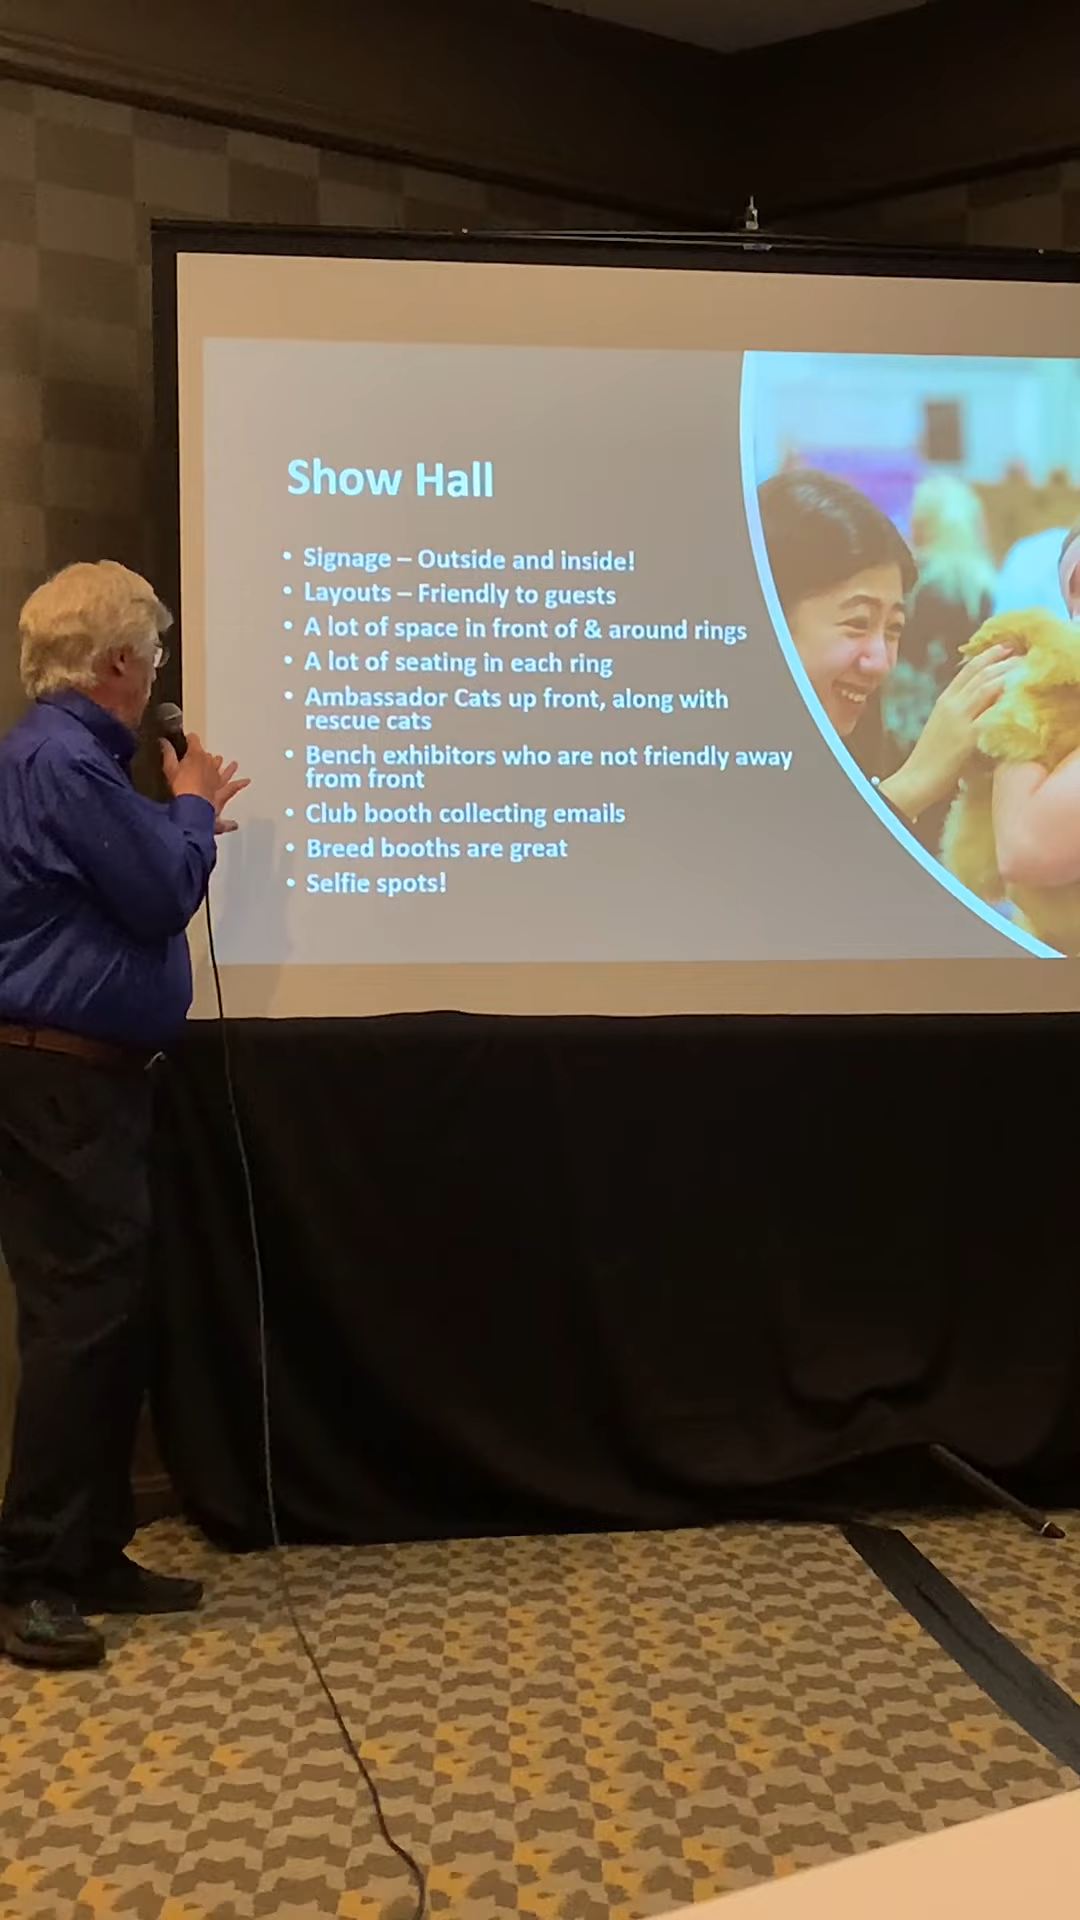 Show Hall
• Signage – Outside and inside!
• Layouts – Friendly to guests
• A lot of space in front of & around rings
• A lot of seating in each ring
• Ambassador Cats up front, along with
rescue cats
• Bench exhibitors who are not friendly away
from front
• Club booth collecting emails
• Breed booths are great
• Selfie spots!